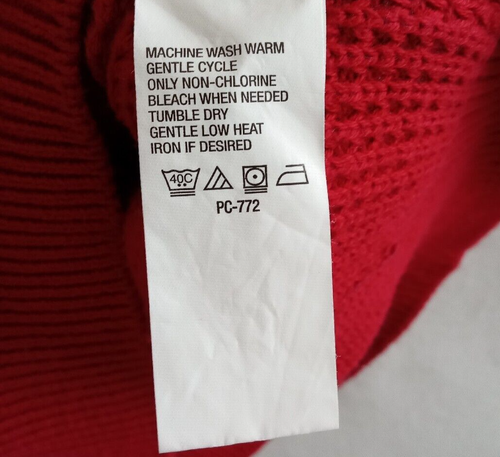 MACHINE WASH WARM
GENTLE CYCLE
ONLY NON-CHLORINE
BLEACH WHEN NEEDED
TUMBLE DRY
GENTLE LOW HEAT
IRON IF DESIRED
40C
PC-772